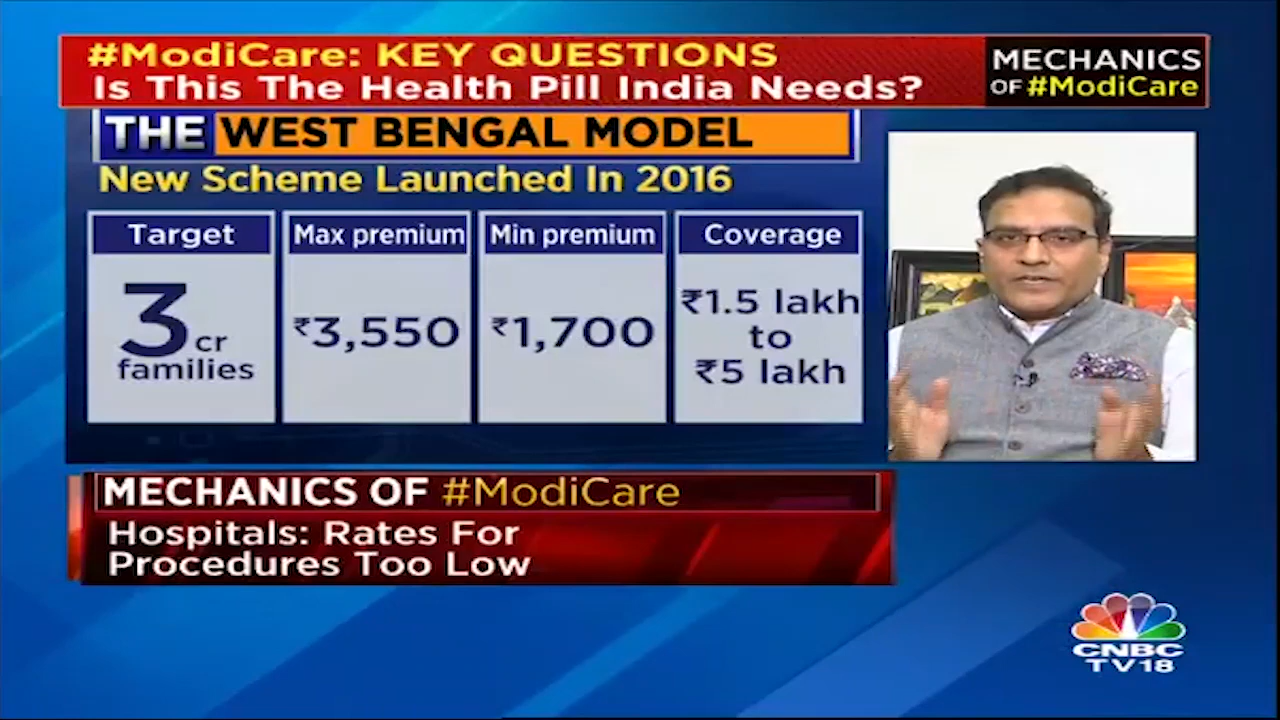 #ModiCare: KEY QUESTIONS
Is This The Health Pill India Needs?
MECHANICS
OF #ModiCare
THE WEST BENGAL MODEL
New Scheme Launched In 2016
Target
3 cr
families
Max premium
₹3,550
Min premium
₹1,700
Coverage
₹1.5 lakh
to
₹5 lakh
MECHANICS OF #ModiCare
Hospitals: Rates For
Procedures Too Low
CNBC
TV18